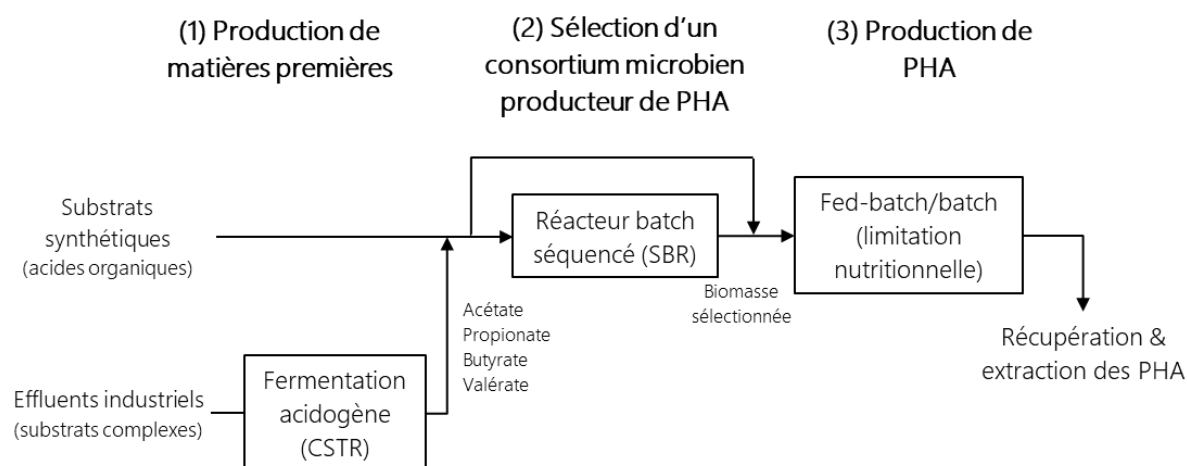 (1) Production de
matières premières
(2) Sélection d'un
consortium microbien
producteur de PHA
(3) Production de
PHA
Substrats
synthétiques
(acides organiques)
Réacteur batch
séquencé (SBR)
Fed-batch/batch
(limitation
nutritionnelle)
Acétate
Propionate
Butyrate
Valérate
Biomasse
sélectionnée
Récupération &
extraction des PHA
Effluents industriels
(substrats complexes)
Fermentation
acidogène
(CSTR)